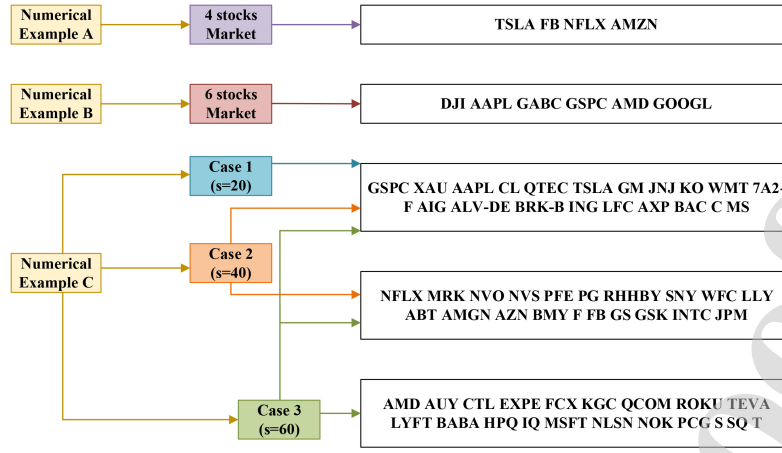 Numerical
Example A
4 stocks
Market
TSLA FB NFLX AMZN
Numerical
Example B
6 stocks
Market
DJI AAPL GABC GSPC AMD GOOGL
Case 1
(s=20)
GSPC XAU AAPL CL QTEC TSLA GM JNJ KO WMT 7A2-
F AIG ALV-DE BRK-B ING LFC AXP BAC C MS
Numerical
Example C
Case 2
(s=40)
NFLX MRK NVO NVS PFE PG RHHBY SNY WFC LLY
ABT AMGN AZN BMY F FB GS GSK INTC JPM
Case 3
(s=60)
AMD AUY CTL EXPE FCX KGC QCOM ROKU TEVA
LYFT BABA HPQ IQ MSFT NLSN NOK PCG S SQ T